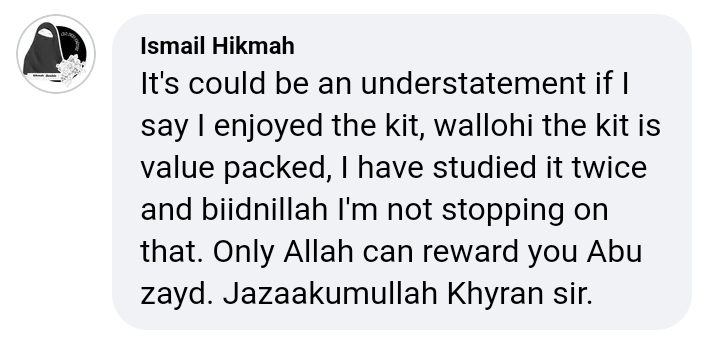 Ismail Hikmah
It's could be an understatement if I
say I enjoyed the kit, wallohi the kit is
value packed, I have studied it twice
and biidnillah I'm not stopping on
that. Only Allah can reward you Abu
zayd. Jazaakumullah Khyran sir.